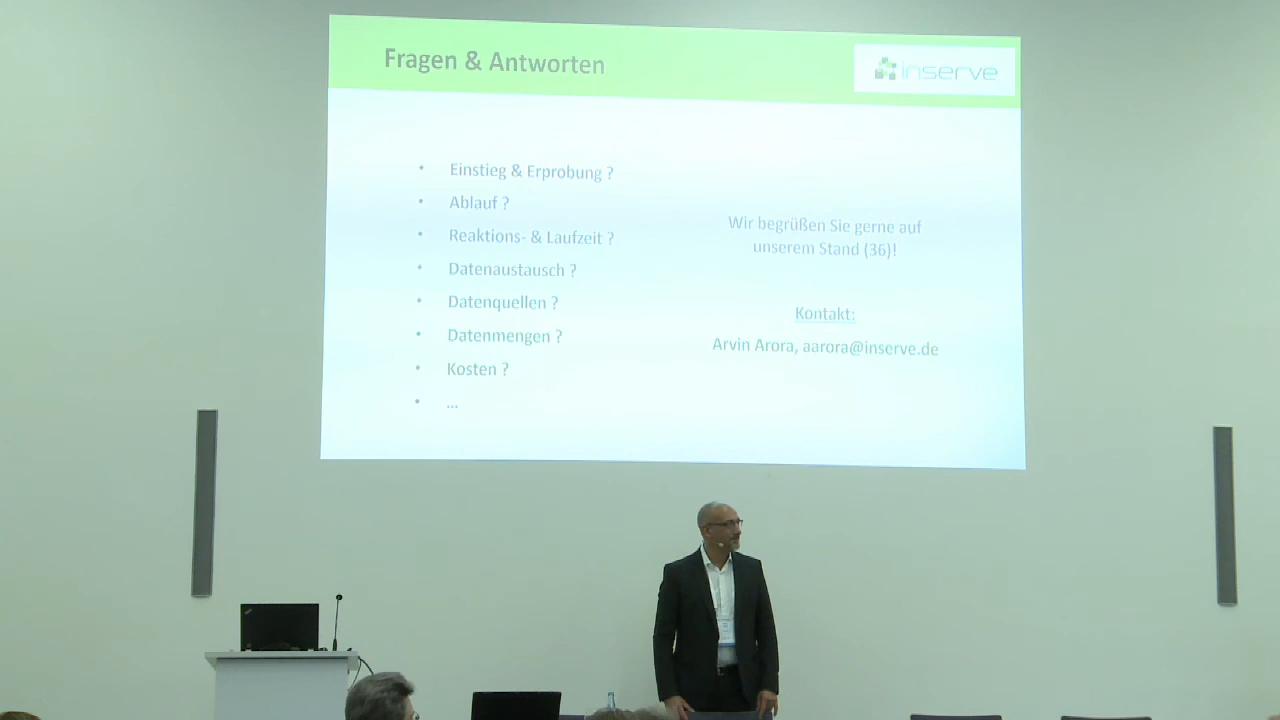 Fragen & Antworten
inserve
• Einstieg & Erprobung ?
• Ablauf ?
• Reaktions- & Laufzeit ?
• Datenaustausch ?
• Datenquellen ?
• Datenmengen ?
• Kosten ?
• ...
Wir begrüßen Sie gerne auf
unserem Stand (36)!
Kontakt:
Arvin Arora, aarora@inserve.de